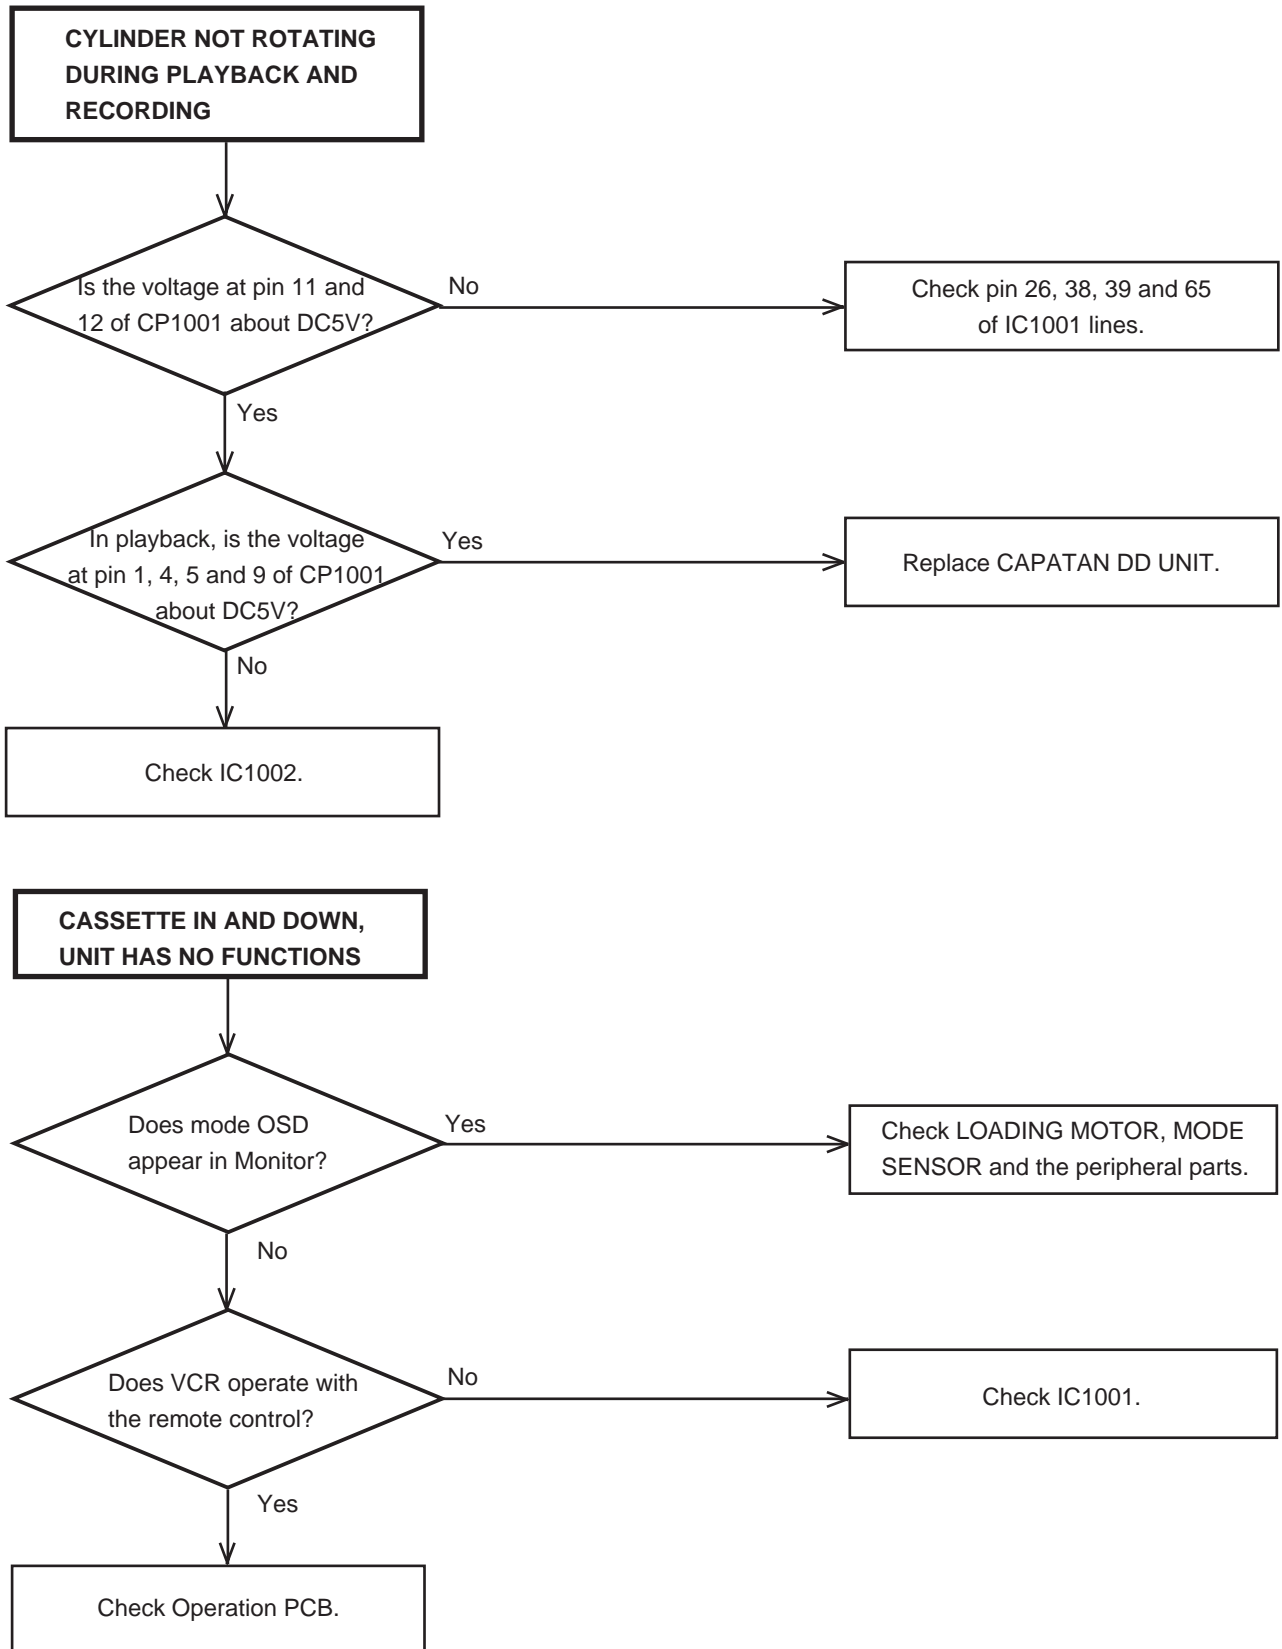 CYLINDER NOT ROTATING
DURING PLAYBACK AND
RECORDING
Is the voltage at pin 11 and
12 of CP1001 about DC5V?
No
Check pin 26, 38, 39 and 65
of IC1001 lines.
Yes
In playback, is the voltage
at pin 1, 4, 5 and 9 of CP1001
about DC5V?
Yes
Replace CAPATAN DD UNIT.
No
Check IC1002.
CASSETTE IN AND DOWN,
UNIT HAS NO FUNCTIONS
Does mode OSD
appear in Monitor?
Yes
Check LOADING MOTOR, MODE
SENSOR and the peripheral parts.
No
Does VCR operate with
the remote control?
No
Check IC1001.
Yes
Check Operation PCB.